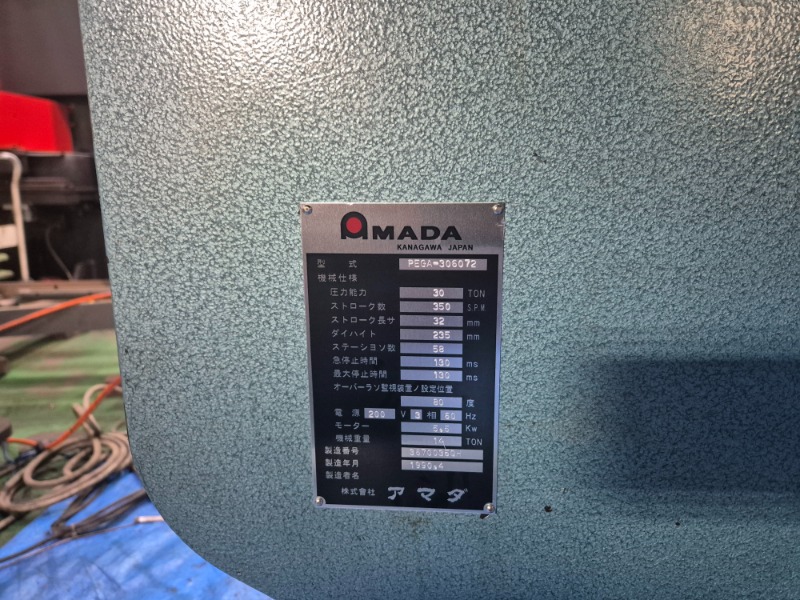 AMADA
KANAGAWA JAPAN
型式 PEGA-306072
機械仕様
圧力能力 30 TON
ストローク数 350 S.P.M
ストローク長サ 32 mm
ダイハイト 235 mm
ステーション数 58
急停止時間 130 ms
最大停止時間 130 ms
オーバーラン監視装置ノ設定位置
80 度
電源 200 V 3 相 60 Hz
モーター 5.5 Kw
機械重量 14 TON
製造番号
製造年月 1990.4
製造者名
株式會社 アマダ